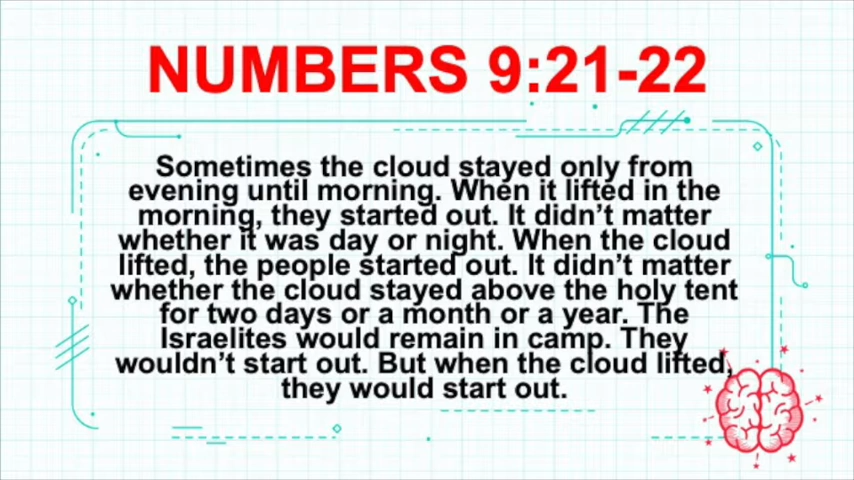 NUMBERS 9:21-22
Sometimes the cloud stayed only from
evening until morning. When it lifted in the
morning, they started out. It didn’t matter
whether it was day or night. When the cloud
lifted, the people started out. It didn’t matter
whether the cloud stayed above the holy tent
for two days or a month or a year. The
Israelites would remain in camp. They
wouldn’t start out. But when the cloud lifted,
they would start out.